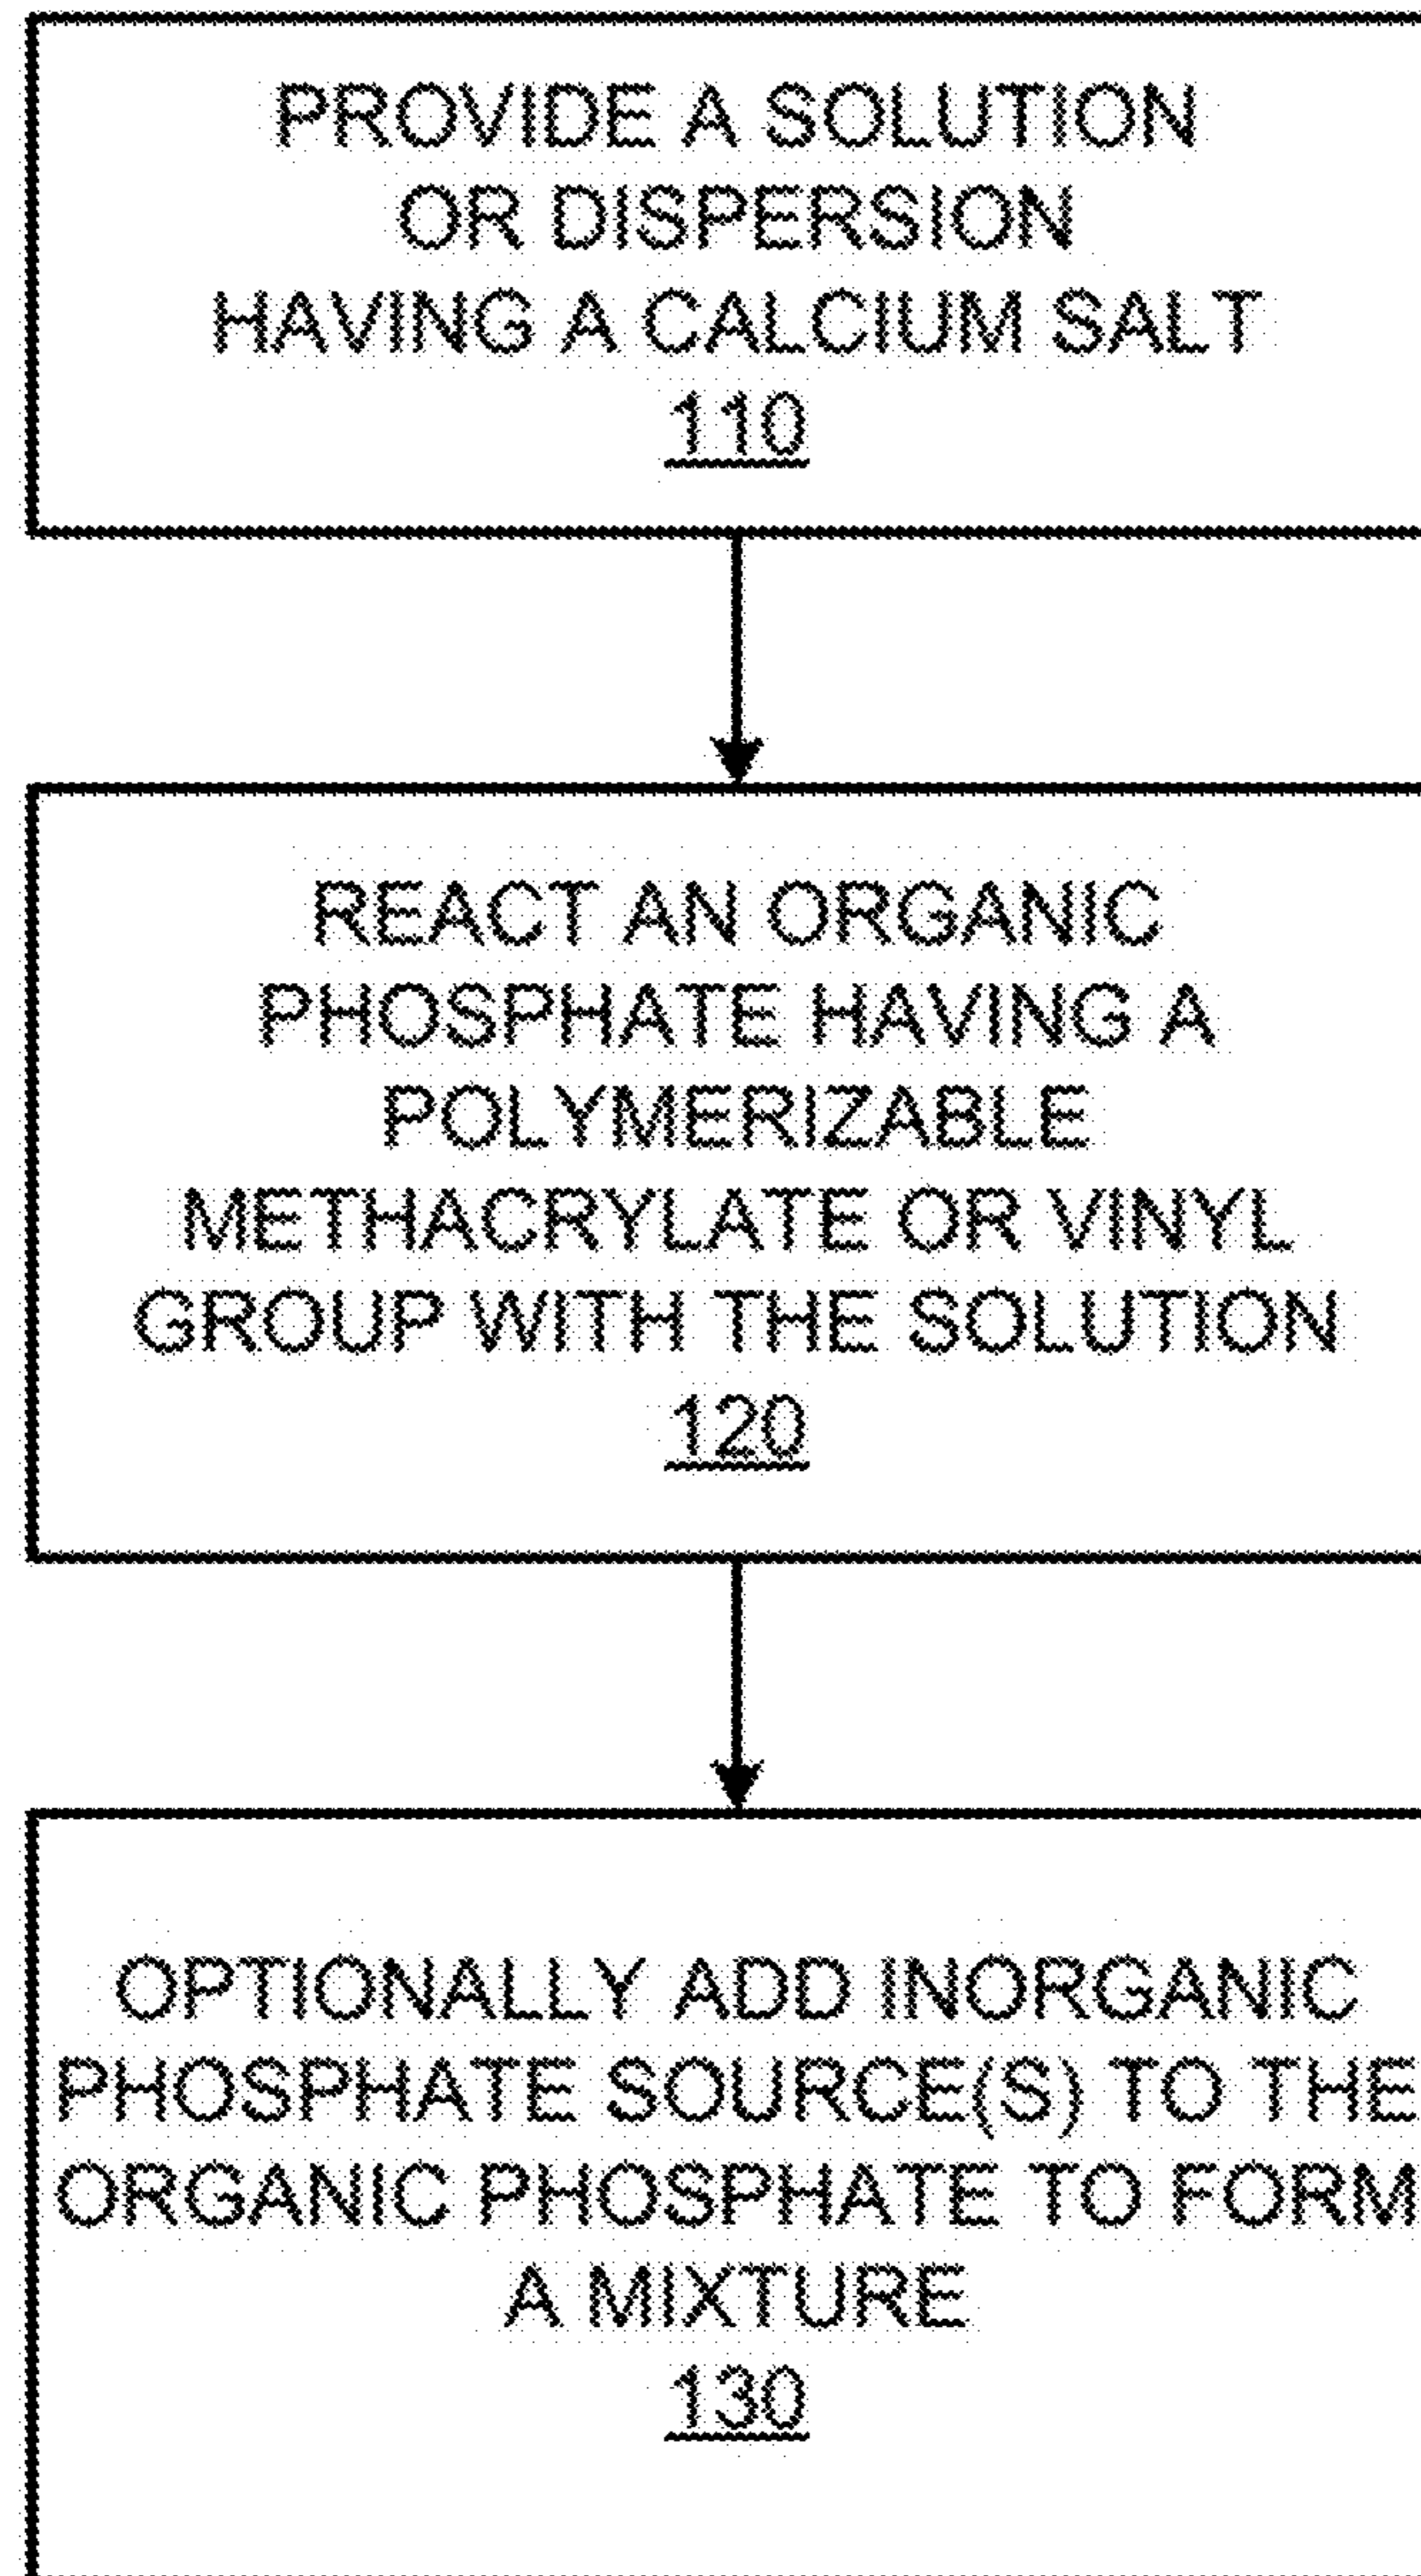 PROVIDE A SOLUTION
OR DISPERSION
HAVING A CALCIUM SALT
110
REACT AN ORGANIC
PHOSPHATE HAVING A
POLYMERIZABLE
METHACRYLATE OR VINYL
GROUP WITH THE SOLUTION
120
OPTIONALLY ADD INORGANIC
PHOSPHATE SOURCE(S) TO THE
ORGANIC PHOSPHATE TO FORM
A MIXTURE
130